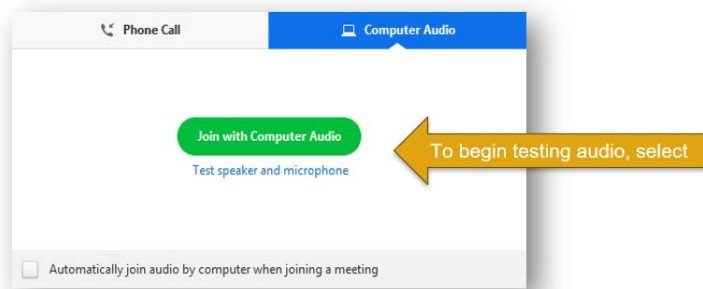 Phone Call
Computer Audio
Join with Computer Audio
To begin testing audio, select
Test speaker and microphone
Automatically join audio by computer when joining a meeting